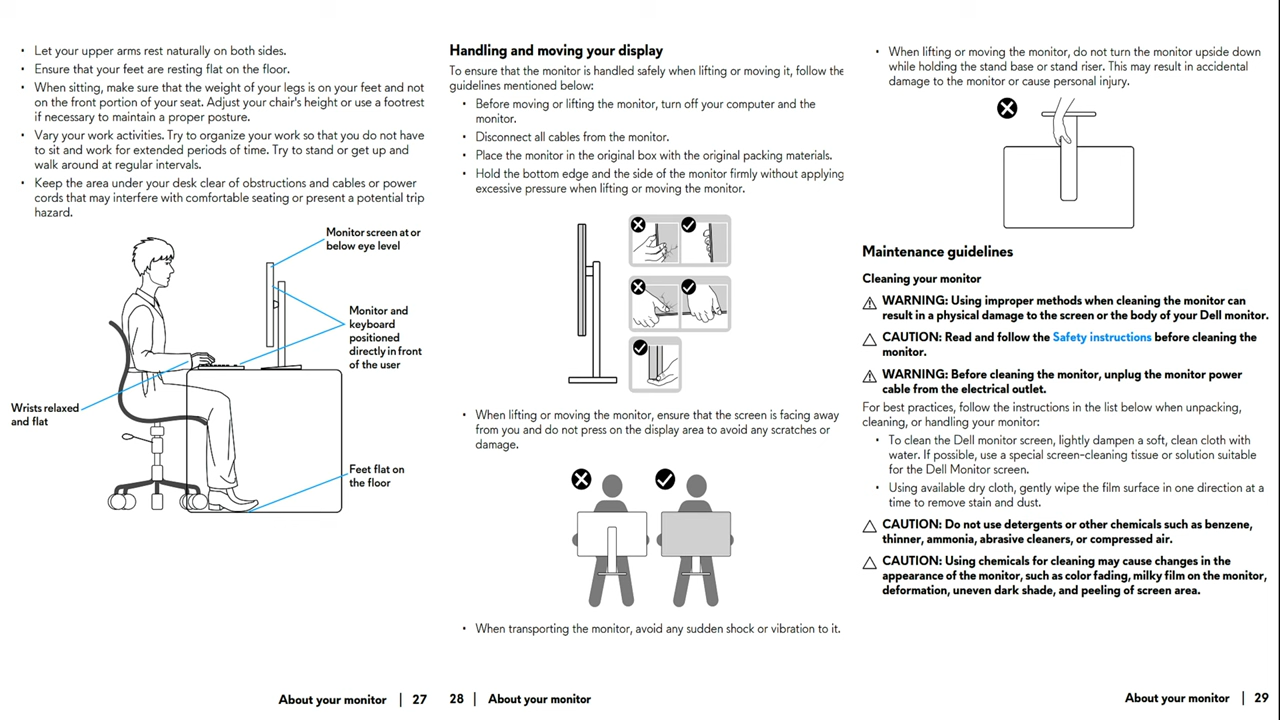 • Let your upper arms rest naturally on both sides.
• Ensure that your feet are resting flat on the floor.
• When sitting, make sure that the weight of your legs is on your feet and not
on the front portion of your seat. Adjust your chair's height or use a footrest
if necessary to maintain a proper posture.
• Vary your work activities. Try to organize your work so that you do not have
to sit and work for extended periods of time. Try to stand or get up and
walk around at regular intervals.
• Keep the area under your desk clear of obstructions and cables or power
cords that may interfere with comfortable seating or present a potential trip
hazard.
Monitor screen at or
below eye level
Monitor and
keyboard
positioned
directly in front
of the user
Wrists relaxed
and flat
Feet flat on
the floor
About your monitor | 27
Handling and moving your display
To ensure that the monitor is handled safely when lifting or moving it, follow the
guidelines mentioned below:
• Before moving or lifting the monitor, turn off your computer and the
monitor.
• Disconnect all cables from the monitor.
• Place the monitor in the original box with the original packing materials.
• Hold the bottom edge and the side of the monitor firmly without applying
excessive pressure when lifting or moving the monitor.
• When lifting or moving the monitor, ensure that the screen is facing away
from you and do not press on the display area to avoid any scratches or
damage.
• When transporting the monitor, avoid any sudden shock or vibration to it.
28 | About your monitor
• When lifting or moving the monitor, do not turn the monitor upside down
while holding the stand base or stand riser. This may result in accidental
damage to the monitor or cause personal injury.
Maintenance guidelines
Cleaning your monitor
WARNING: Using improper methods when cleaning the monitor can
result in a physical damage to the screen or the body of your Dell monitor.
CAUTION: Read and follow the Safety instructions before cleaning the
monitor.
WARNING: Before cleaning the monitor, unplug the monitor power
cable from the electrical outlet.
For best practices, follow the instructions in the list below when unpacking,
cleaning, or handling your monitor:
• To clean the Dell monitor screen, lightly dampen a soft, clean cloth with
water. If possible, use a special screen-cleaning tissue or solution suitable
for the Dell Monitor screen.
• Using available dry cloth, gently wipe the film surface in one direction at a
time to remove stain and dust.
CAUTION: Do not use detergents or other chemicals such as benzene,
thinner, ammonia, abrasive cleaners, or compressed air.
CAUTION: Using chemicals for cleaning may cause changes in the
appearance of the monitor, such as color fading, milky film on the monitor,
deformation, uneven dark shade, and peeling of screen area.
About your monitor | 29